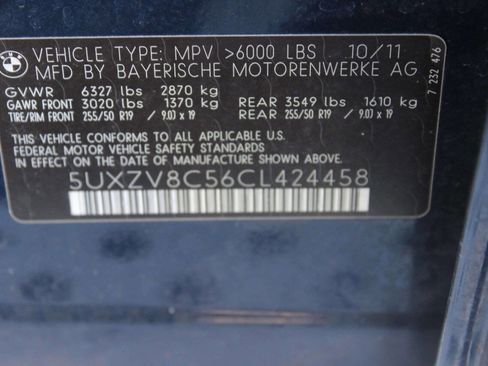 BMW
VEHICLE TYPE: MPV >6000 LBS 10/11
MFD BY BAYERISCHE MOTORENWERKE AG
GVWR 6327 lbs 2870 kg
GAWR FRONT 3020 lbs 1370 kg REAR 3549 lbs 1610 kg
TIRE/RIM FRONT 255/50 R19 // 9.0J x 19 REAR 255/50 R19 // 9.0J x 19
THIS VEHICLE CONFORMS TO ALL APPLICABLE U.S.
FEDERAL MOTOR VEHICLE SAFETY STANDARDS
IN EFFECT ON THE DATE OF MANUFACTURE SHOWN ABOVE.
5UXZV8C56CL424458
7 232 476